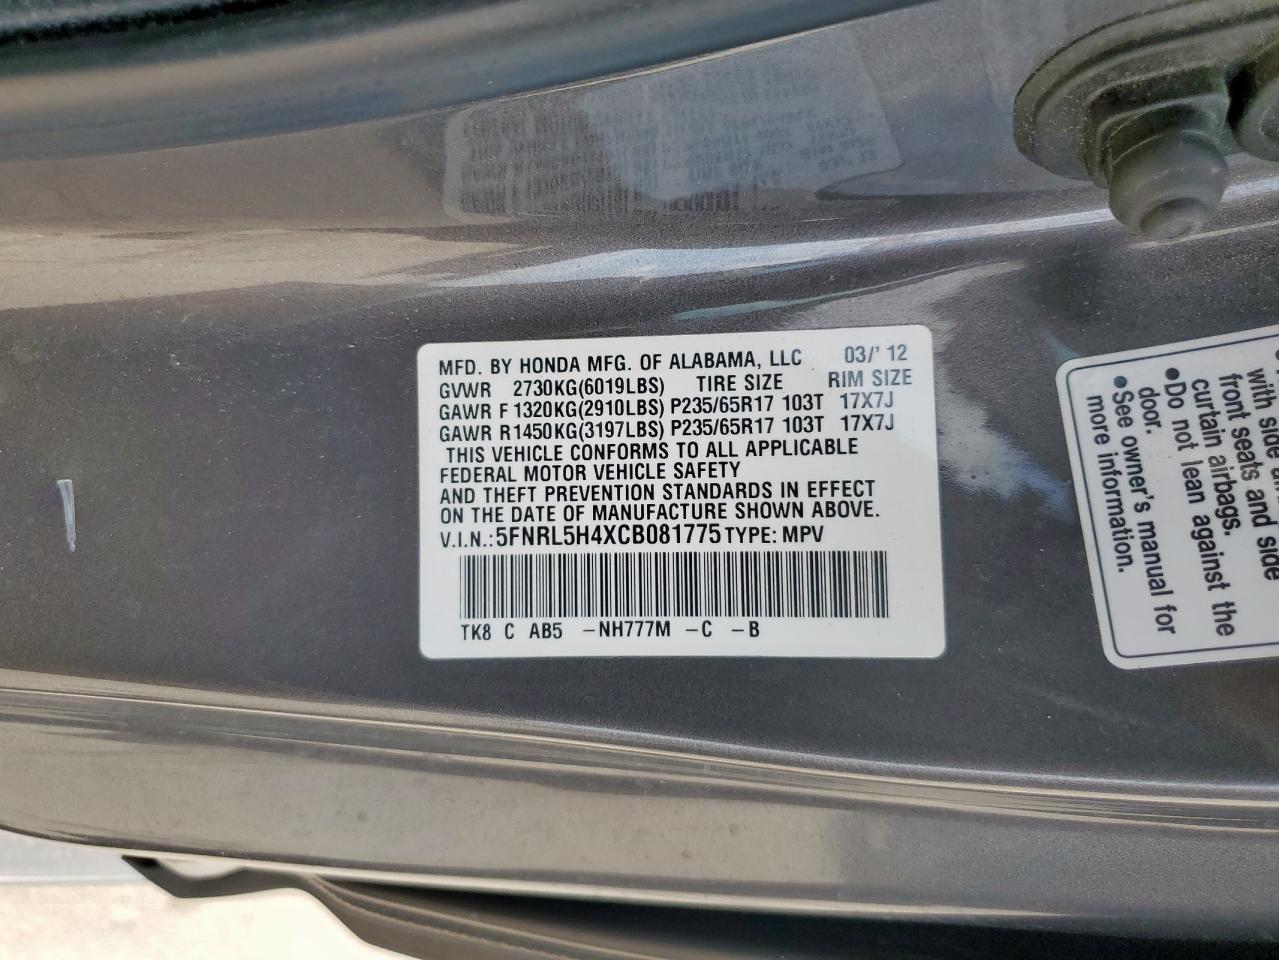 MFD. BY HONDA MFG. OF ALABAMA, LLC 03/' 12
GVWR 2730KG(6019LBS) TIRE SIZE RIM SIZE
GAWR F 1320KG(2910LBS) P235/65R17 103T 17X7J
GAWR R1450KG(3197LBS) P235/65R17 103T 17X7J
THIS VEHICLE CONFORMS TO ALL APPLICABLE
FEDERAL MOTOR VEHICLE SAFETY
AND THEFT PREVENTION STANDARDS IN EFFECT
ON THE DATE OF MANUFACTURE SHOWN ABOVE.
V.I.N.: 5FNRL5H4XCB081775 TYPE: MPV
TK8 C AB5 -NH777M -C -B
with side
front seats and side
curtain airbags.
• Do not lean against the
door.
• See owner's manual for
more information.